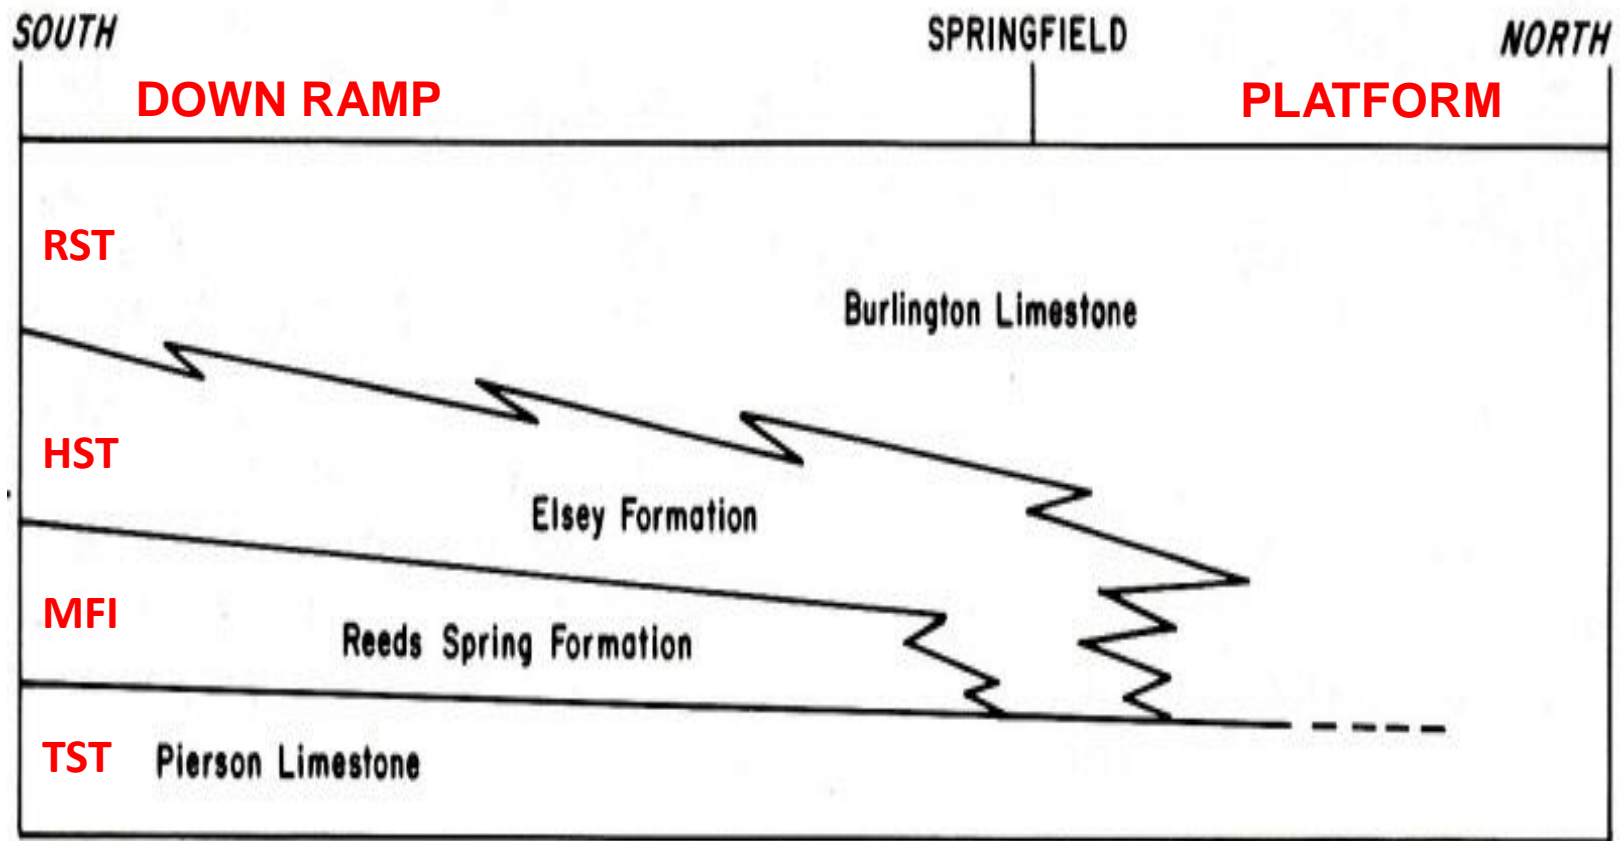 SOUTH SPRINGFIELD NORTH
DOWN RAMP PLATFORM
RST
Burlington Limestone
HST
Elsey Formation
MFI
Reeds Spring Formation
TST Pierson Limestone